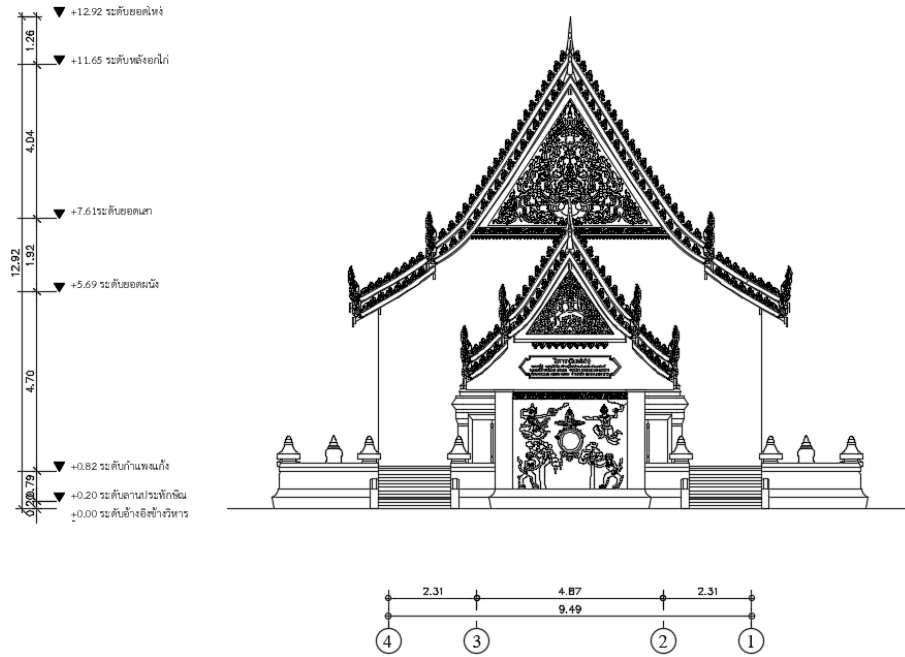 +12.92 ระดับยอดโหง่
1.26
+11.65 ระดับหลังอกไก่
4.04
+7.61ระดับยอดเสา
12.92
1.92
+5.69 ระดับยอดผนัง
4.70
+0.82 ระดับกำแพงแก้ว
0.79
+0.20 ระดับลานประทักษิณ
0.20
+0.00 ระดับอ้างอิงข้างวิหาร
2.31
4.87
2.31
9.49
4
3
2
1